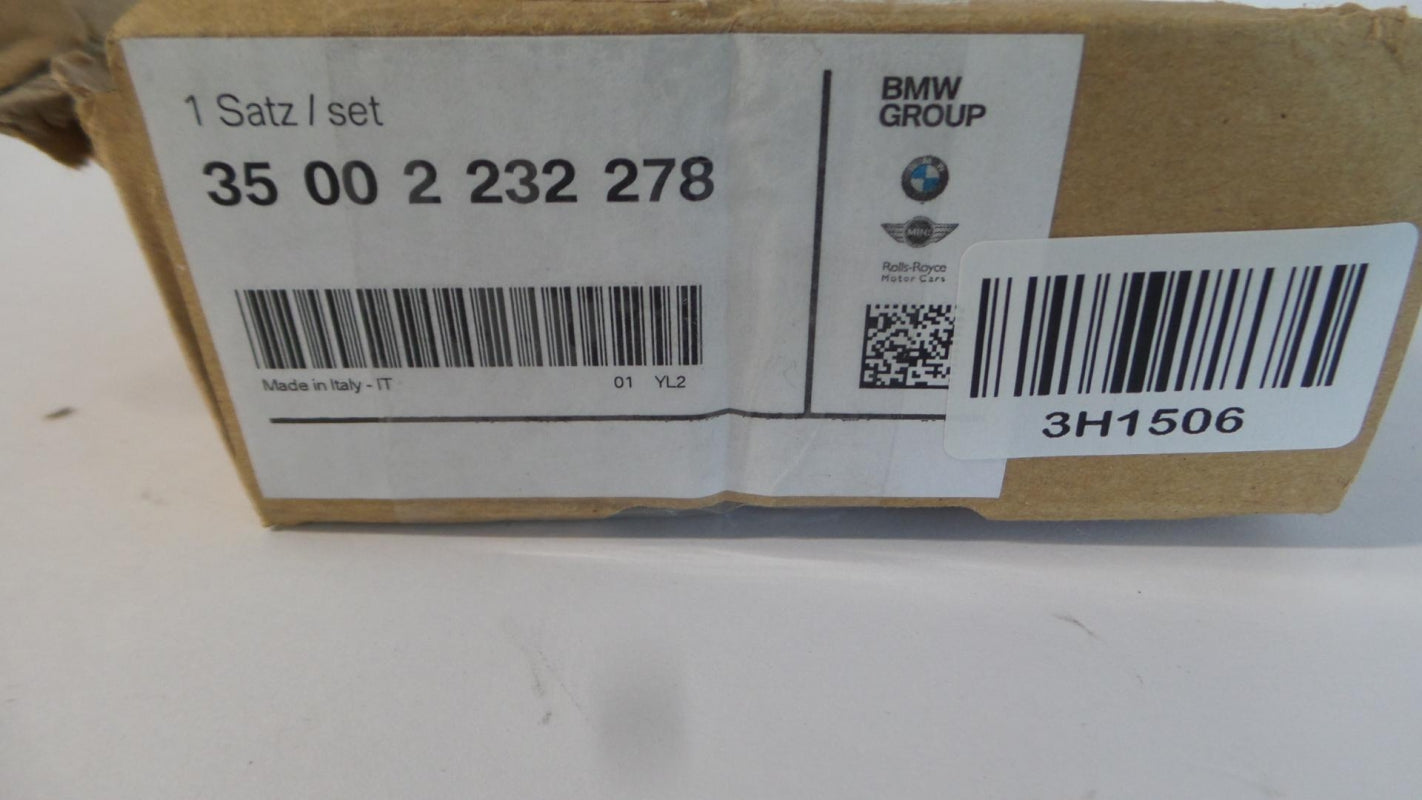 1 Satz / set
35 00 2 232 278
Made in Italy - IT
01 YL2
BMW
GROUP
MINI
Rolls-Royce
Motor Cars
3H1506